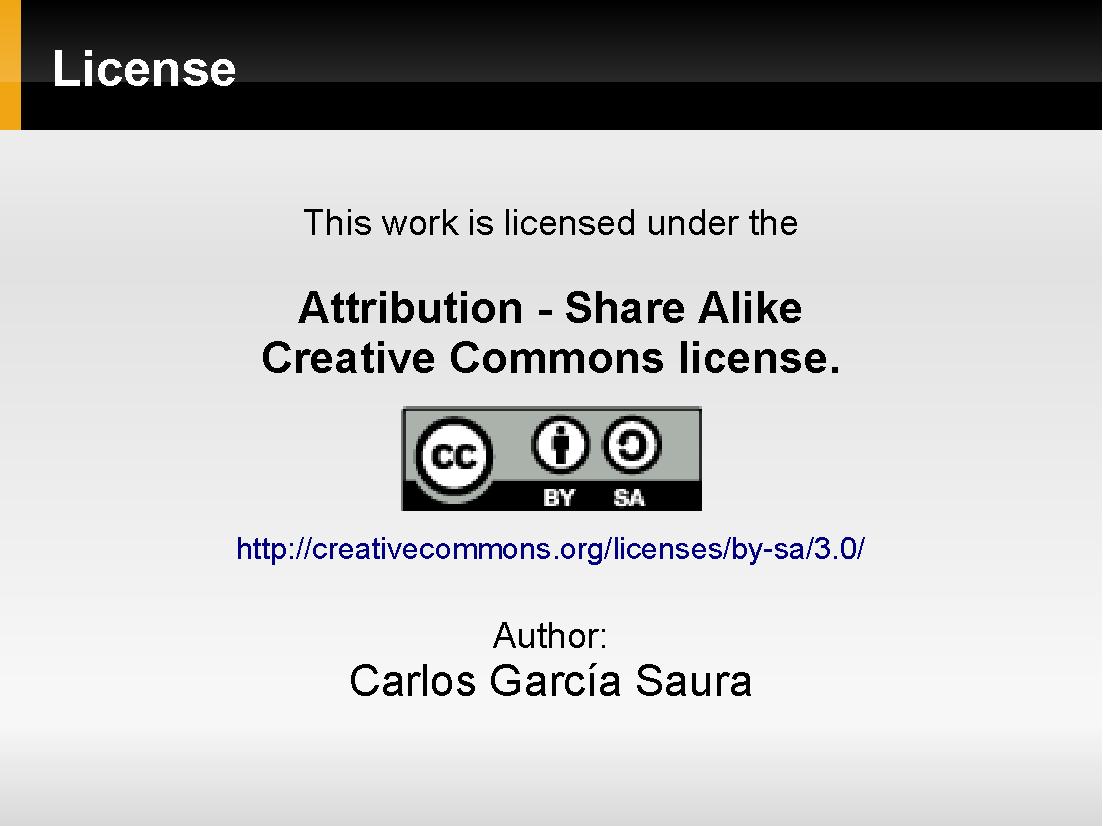 License
This work is licensed under the
Attribution - Share Alike
Creative Commons license.
CC
BY SA
http://creativecommons.org/licenses/by-sa/3.0/
Author:
Carlos García Saura